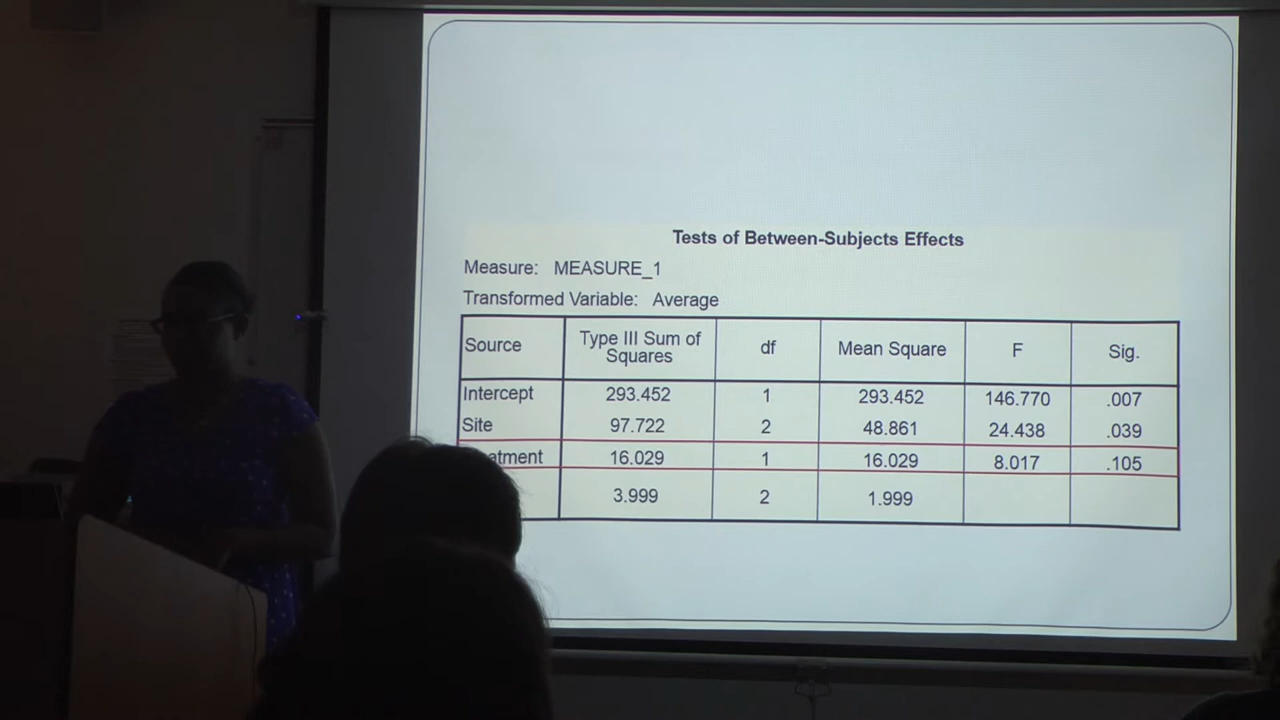 Tests of Between-Subjects Effects
Measure: MEASURE_1
Transformed Variable: Average
Source Type III Sum of Squares df Mean Square F Sig.
Intercept 293.452 1 293.452 146.770 .007
Site 97.722 2 48.861 24.438 .039
atment 16.029 1 16.029 8.017 .105
3.999 2 1.999